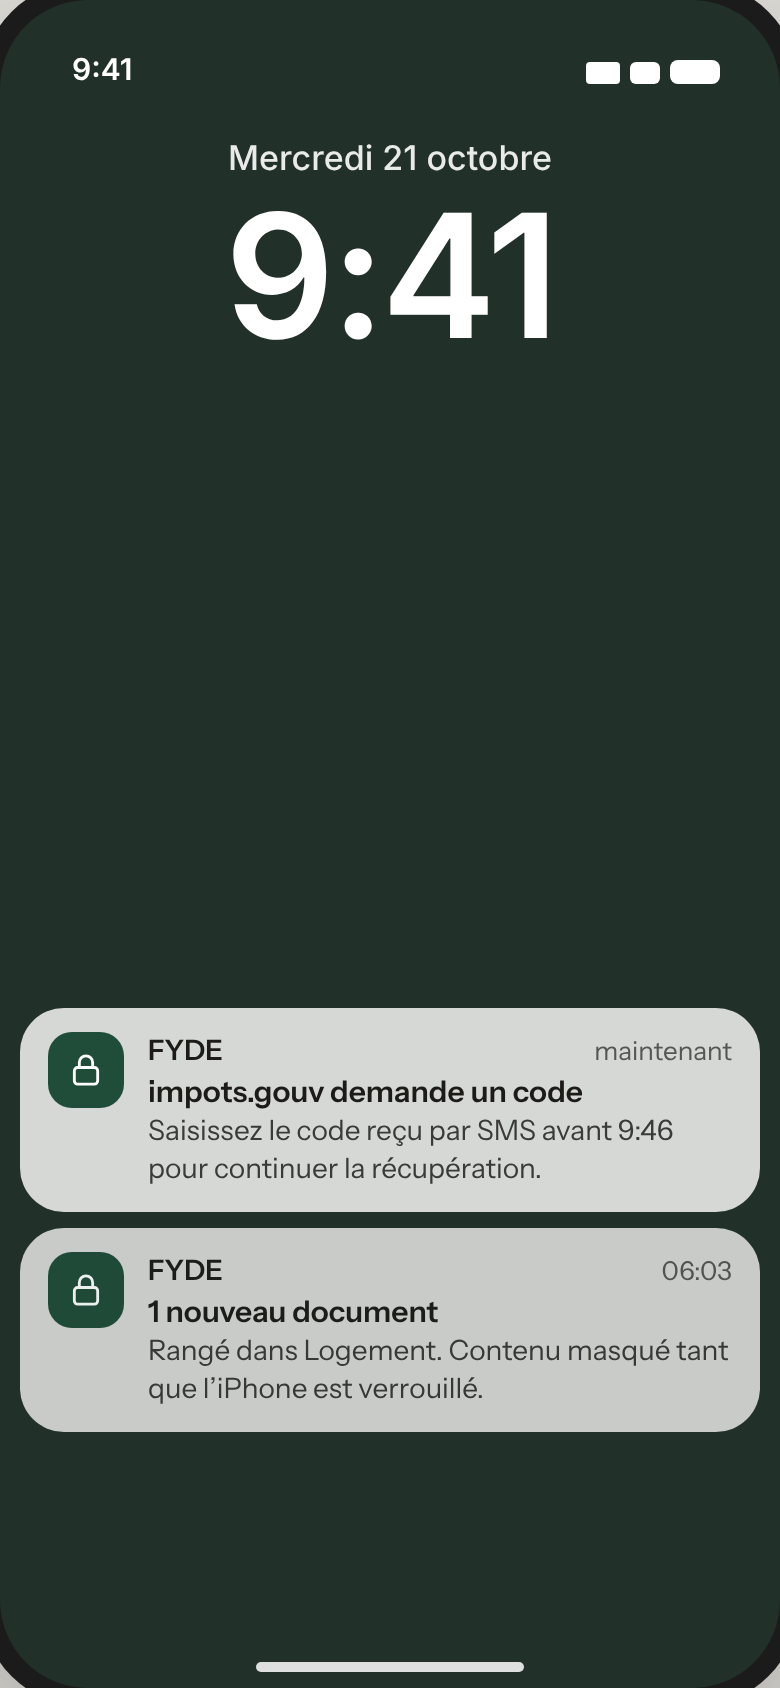 9:41
Mercredi 21 octobre
9:41
FYDE maintenant
impots.gouv demande un code
Saisissez le code reçu par SMS avant 9:46
pour continuer la récupération.
FYDE 06:03
1 nouveau document
Rangé dans Logement. Contenu masqué tant
que l’iPhone est verrouillé.